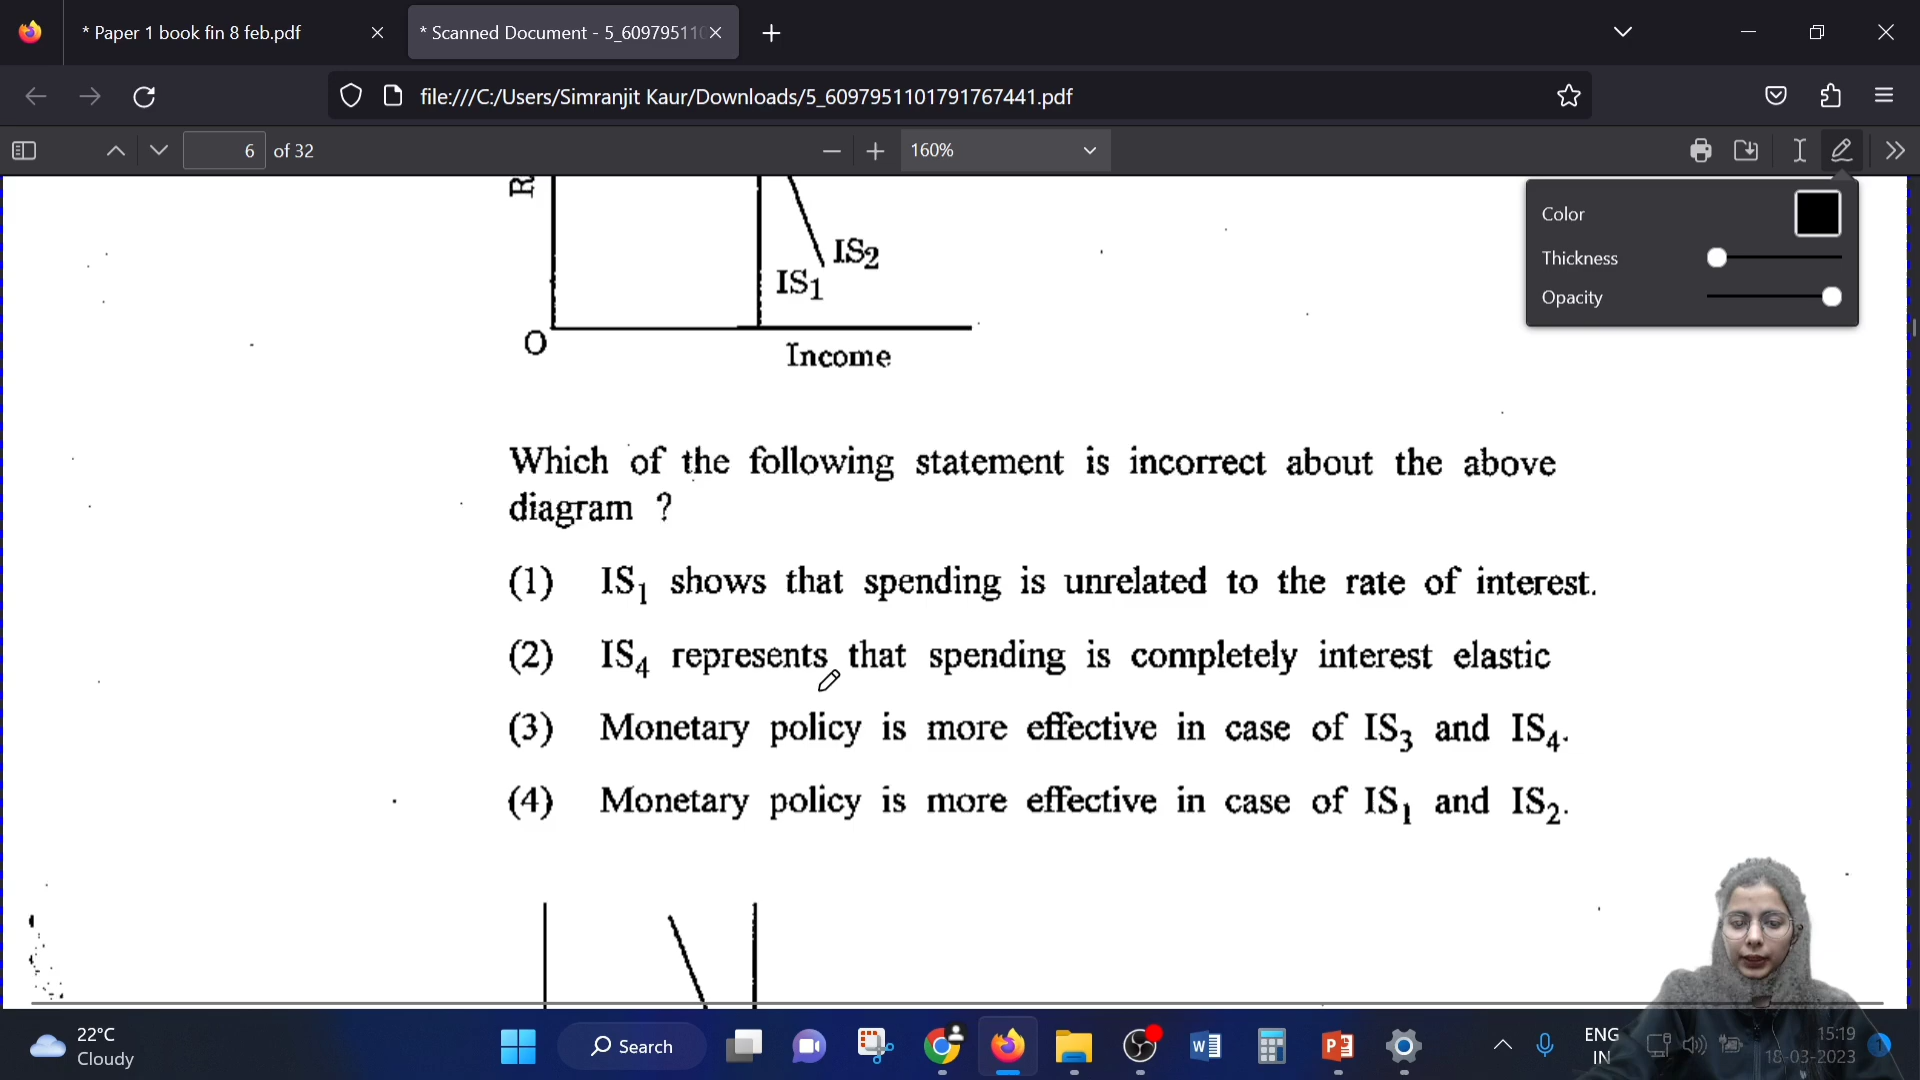 * Paper 1 book fin 8 feb.pdf
* Scanned Document - 5_60979511
file:///C:/Users/Simranjit Kaur/Downloads/5_6097951101791767441.pdf
6 of 32
160%
Color
Thickness
Opacity
R
IS2
IS1
O
Income
Which of the following statement is incorrect about the above
diagram ?
(1) IS1 shows that spending is unrelated to the rate of interest.
(2) IS4 represents that spending is completely interest elastic
(3) Monetary policy is more effective in case of IS3 and IS4.
(4) Monetary policy is more effective in case of IS1 and IS2.
22°C
Cloudy
Search
ENG
IN
15:19
18-03-2023
1